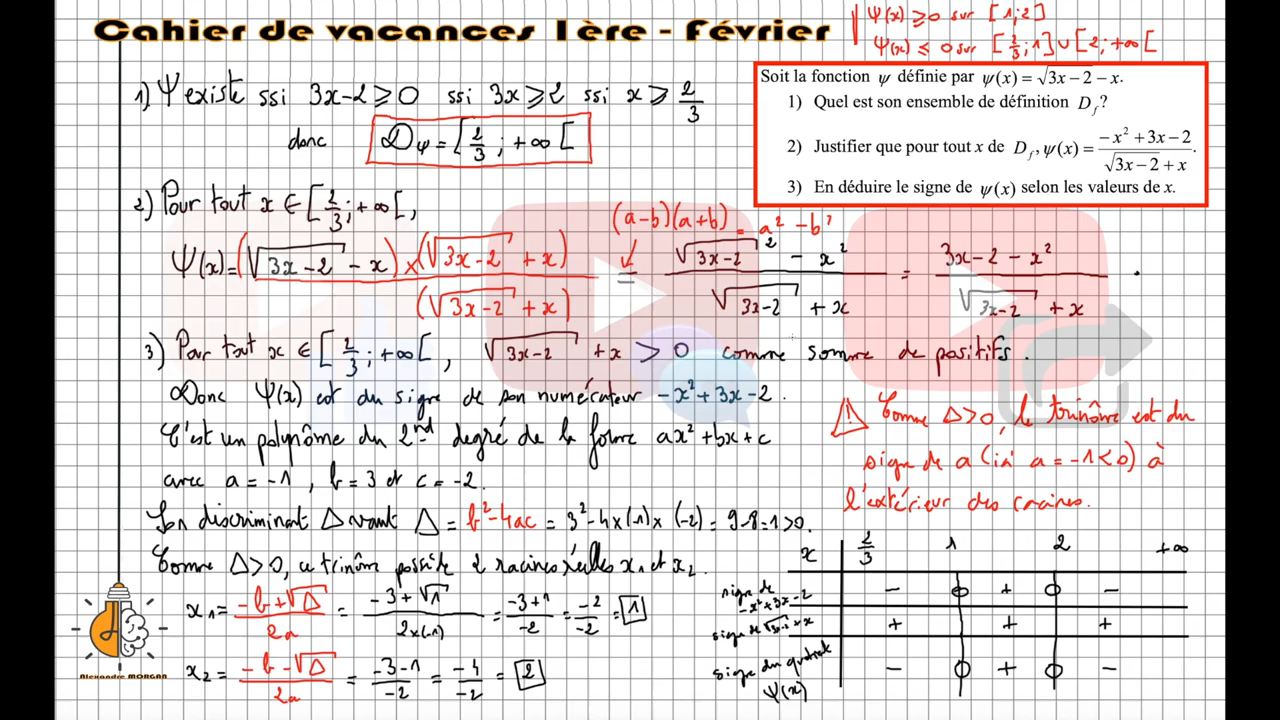 Cahier de vacances 1ère - Février
Ψ(x) ≥ 0 sur [1;2]
Ψ(x) ≤ 0 sur [2/3;1] ∪ [2;+∞[
Soit la fonction ψ définie par ψ(x) = √(3x−2) − x.
1) Quel est son ensemble de définition D_f ?
2) Justifier que pour tout x de D_f, ψ(x) = (−x² + 3x − 2)/(√(3x−2) + x).
3) En déduire le signe de ψ(x) selon les valeurs de x.
1) Ψ existe ssi 3x−2 ≥ 0 ssi 3x ≥ 2 ssi x ≥ 2/3
donc D_Ψ = [2/3 ; +∞[
2) Pour tout x ∈ [2/3 ; +∞[,
(a−b)(a+b) = a² − b²
Ψ(x) = (√(3x−2) − x) × (√(3x−2) + x) / (√(3x−2) + x) = (√(3x−2)² − x²)/(√(3x−2) + x) = (3x−2 − x²)/(√(3x−2) + x) .
3) Pour tout x ∈ [2/3 ; +∞[, √(3x−2) + x > 0 comme somme de positifs.
Donc Ψ(x) est du signe de son numérateur −x² + 3x − 2.
C'est un polynôme du 2nd degré de la forme ax² + bx + c
avec a = −1, b = 3 et c = −2.
Son discriminant Δ vaut Δ = b² − 4ac = 3² − 4×(−1)×(−2) = 9−8 = 1 > 0.
Comme Δ > 0, ce trinôme possède 2 racines réelles x₁ et x₂.
x₁ = (−b + √Δ)/2a = (−3 + √1)/(2×(−1)) = (−3+1)/−2 = −2/−2 = 1
x₂ = (−b − √Δ)/2a = (−3−1)/−2 = −4/−2 = 2
⚠ Comme Δ > 0, le trinôme est du
signe de a (ici a = −1 < 0) à
l'extérieur des racines.
x 2/3 1 2 +∞
signe de −x²+3x−2 − 0 + 0 −
signe de √(3x−2) + x + + +
signe du quotient Ψ(x) − 0 + 0 −
Alexandre MORGAN